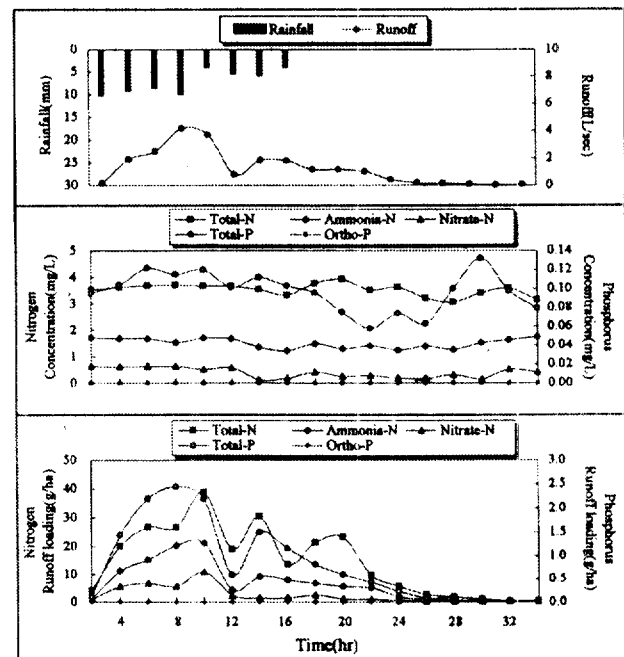 Rainfall Runoff
0 10
5 8
10
15 6
20 4
25 2
30 0
Rainfall(mm)
Runoff(L/sec)
Total-N Ammonia-N Nitrate-N
Total-P Ortho-P
5 0.14
4 0.12
0.10
3 0.08
2 0.06
0.04
1 0.02
0 0.00
Nitrogen
Concentration(mg/L)
Phosphorus
Concentration(mg/L)
Total-N Ammonia-N Nitrate-N
Total-P Ortho-P
50 3.0
40 2.5
30 2.0
1.5
20 1.0
10 0.5
0 0.0
Nitrogen
Runoff loading(g/ha)
Phosphorus
Runoff loading(g/ha)
4 8 12 16 20 24 28 32
Time(hr)